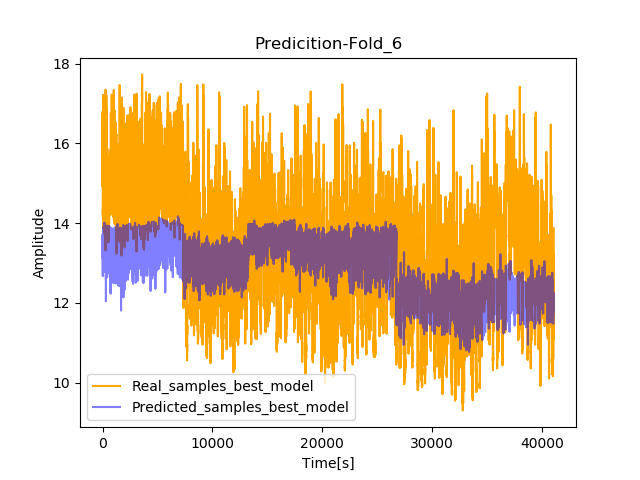 Predicition-Fold_6
18
16
14
12
10
Amplitude
Real_samples_best_model
Predicted_samples_best_model
0
10000
20000
30000
40000
Time[s]